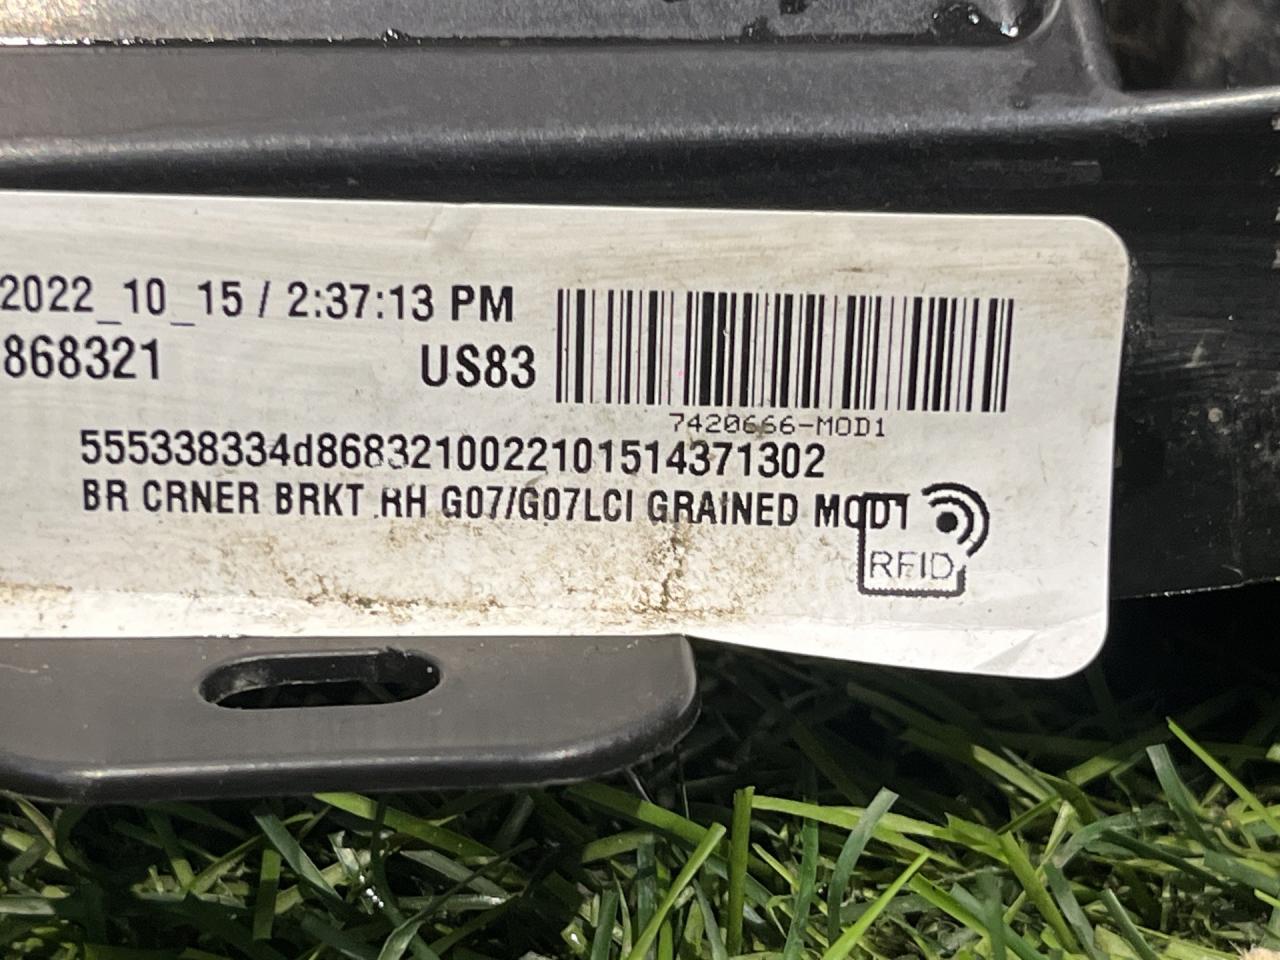 2022_10_15 / 2:37:13 PM
868321 US83
7420666-MOD1
555338334d8683210022101514371302
BR CRNER BRKT RH G07/G07LCI GRAINED MOD1
RFID